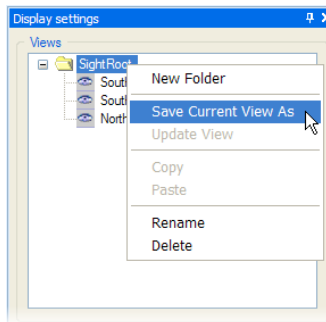 Display settings
Views
SightRoot
New Folder
Save Current View As
Update View
Copy
Paste
Rename
Delete